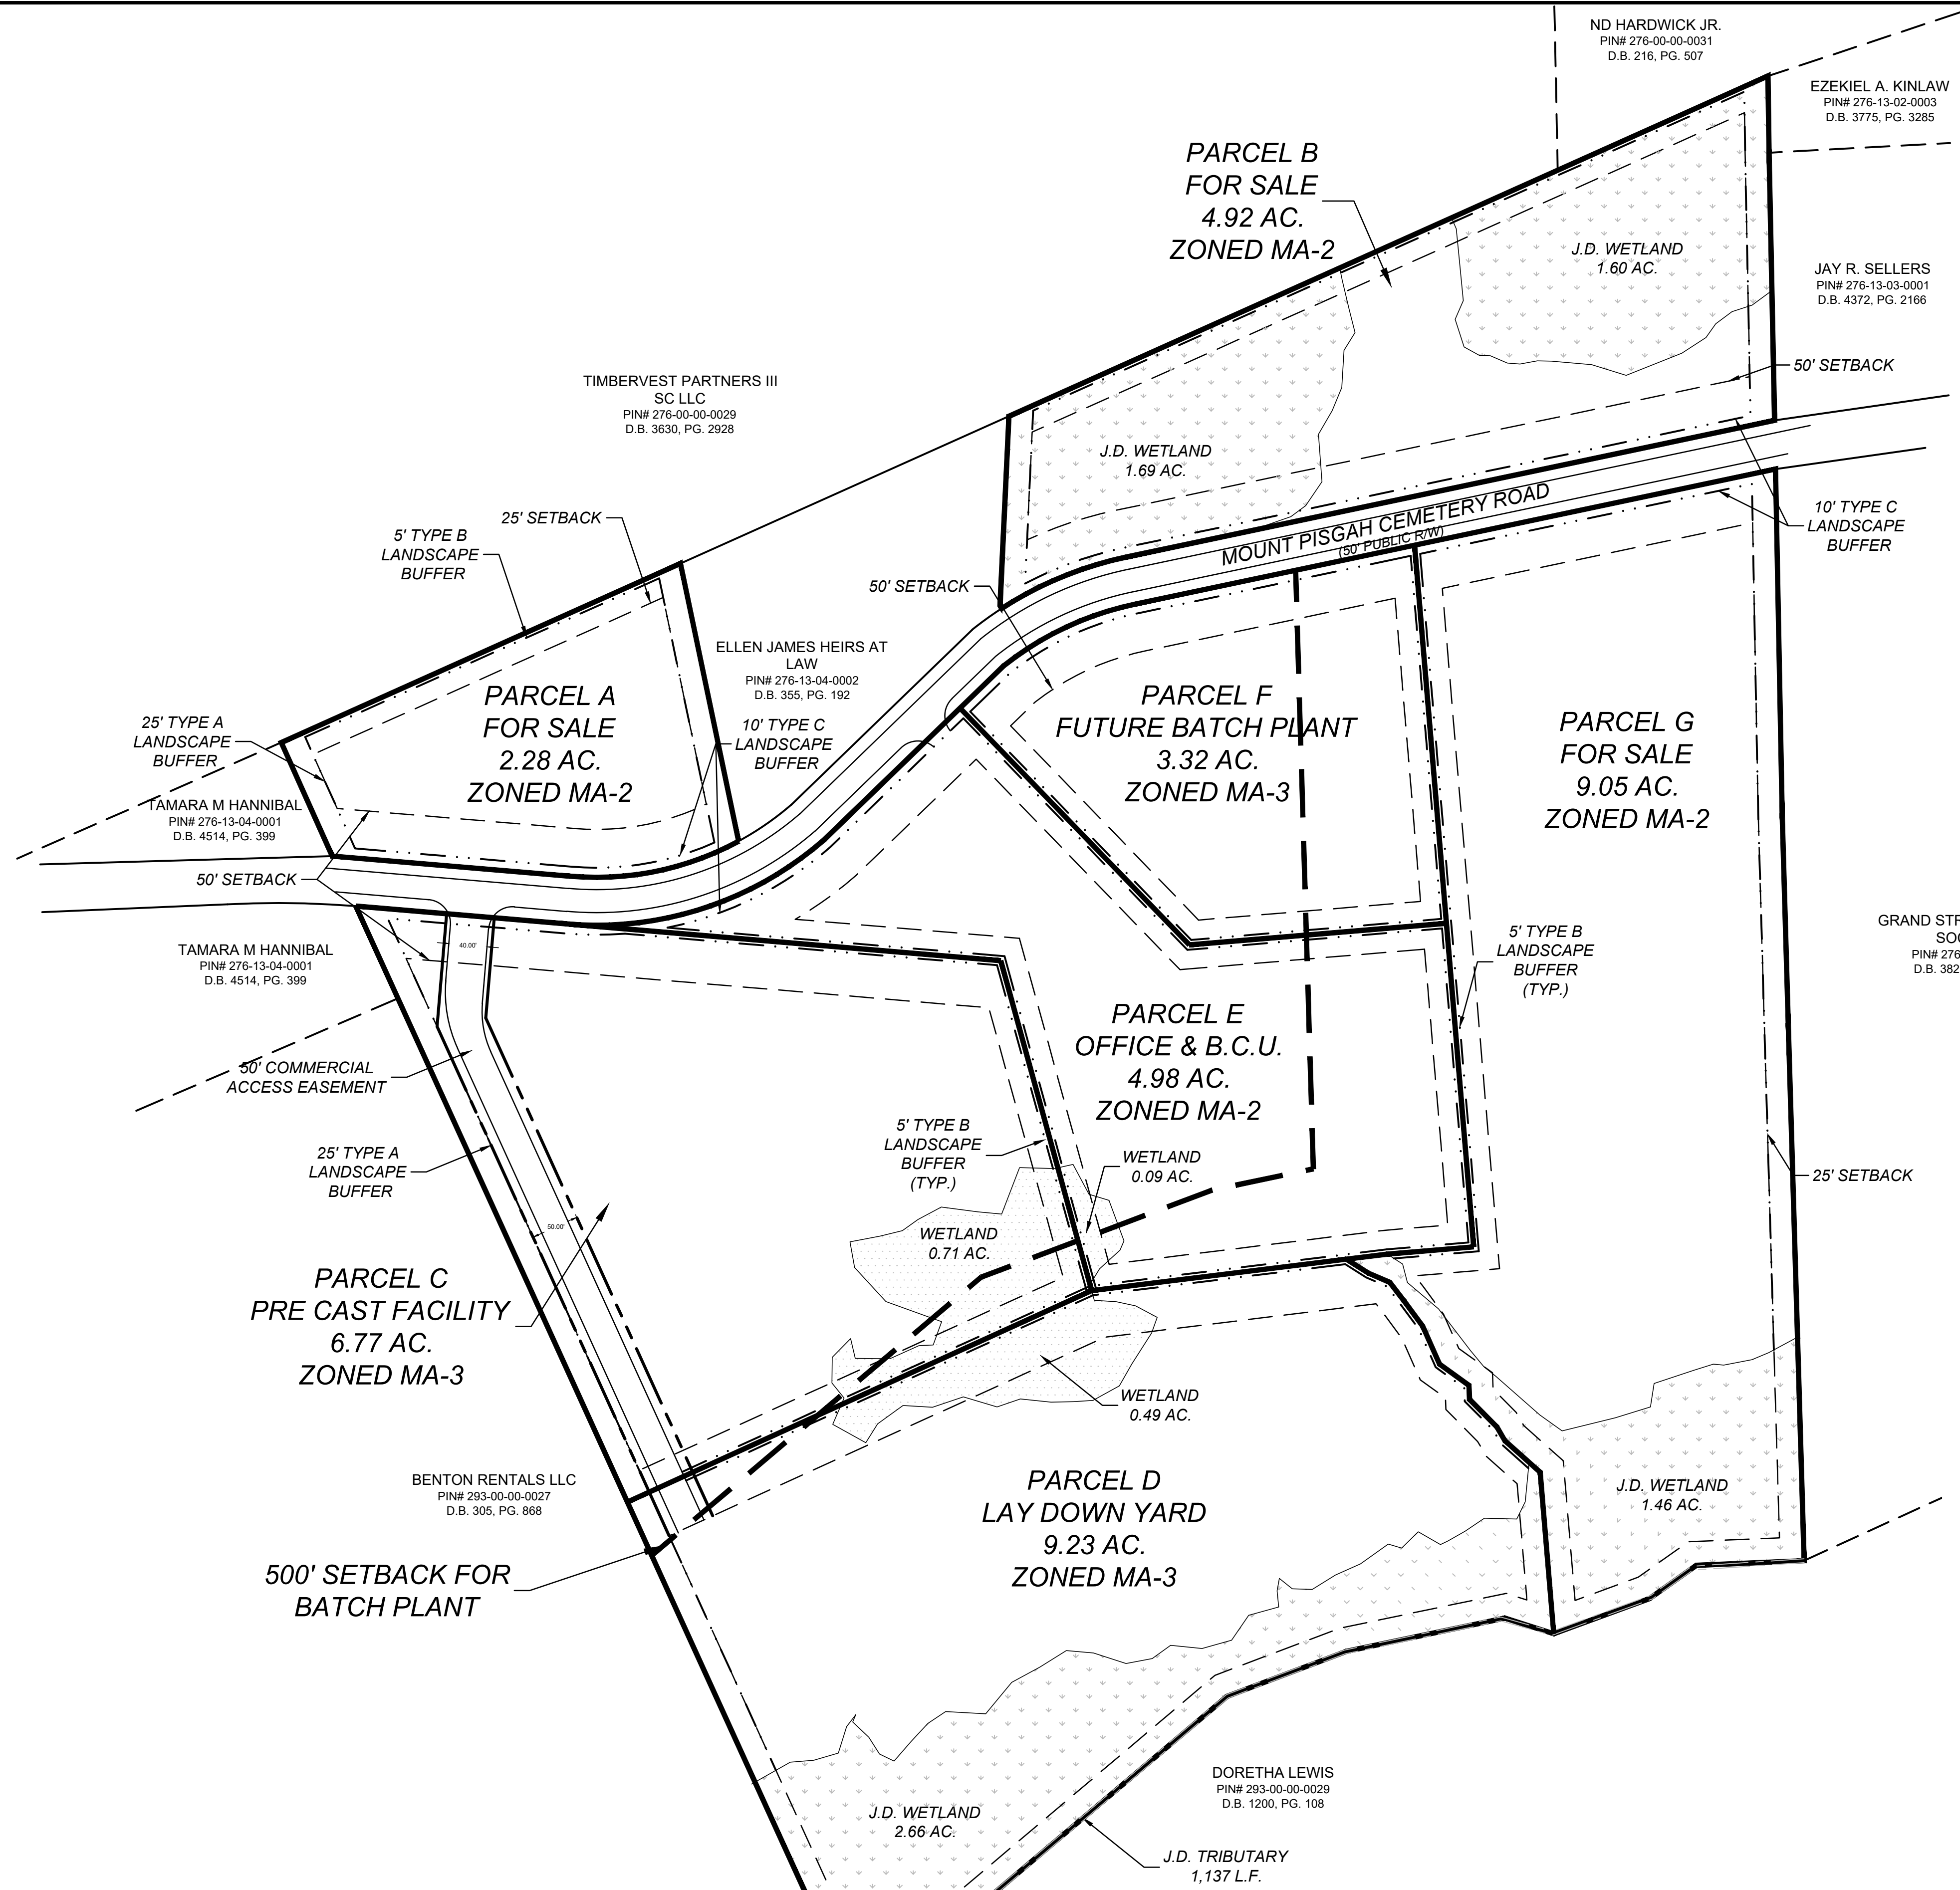 ND HARDWICK JR.
PIN# 276-00-00-0031
D.B. 216, PG. 507
EZEKIEL A. KINLAW
PIN# 276-13-02-0003
D.B. 3775, PG. 3285
PARCEL B
FOR SALE
4.92 AC.
ZONED MA-2
J.D. WETLAND
1.60 AC.
JAY R. SELLERS
PIN# 276-13-03-0001
D.B. 4372, PG. 2166
50' SETBACK
TIMBERVEST PARTNERS III
SC LLC
PIN# 276-00-00-0029
D.B. 3630, PG. 2928
J.D. WETLAND
1.69 AC.
MOUNT PISGAH CEMETERY ROAD
(50' PUBLIC R/W)
10' TYPE C
LANDSCAPE
BUFFER
25' SETBACK
5' TYPE B
LANDSCAPE
BUFFER
50' SETBACK
ELLEN JAMES HEIRS AT
LAW
PIN# 276-13-04-0002
D.B. 355, PG. 192
PARCEL A
FOR SALE
2.28 AC.
ZONED MA-2
25' TYPE A
LANDSCAPE
BUFFER
10' TYPE C
LANDSCAPE
BUFFER
PARCEL F
FUTURE BATCH PLANT
3.32 AC.
ZONED MA-3
PARCEL G
FOR SALE
9.05 AC.
ZONED MA-2
TAMARA M HANNIBAL
PIN# 276-13-04-0001
D.B. 4514, PG. 399
50' SETBACK
TAMARA M HANNIBAL
PIN# 276-13-04-0001
D.B. 4514, PG. 399
40.00'
5' TYPE B
LANDSCAPE
BUFFER
(TYP.)
GRAND STR
SOC
PIN# 276
D.B. 382
PARCEL E
OFFICE & B.C.U.
4.98 AC.
ZONED MA-2
50' COMMERCIAL
ACCESS EASEMENT
25' TYPE A
LANDSCAPE
BUFFER
5' TYPE B
LANDSCAPE
BUFFER
(TYP.)
WETLAND
0.09 AC.
25' SETBACK
50.00'
WETLAND
0.71 AC.
PARCEL C
PRE CAST FACILITY
6.77 AC.
ZONED MA-3
WETLAND
0.49 AC.
BENTON RENTALS LLC
PIN# 293-00-00-0027
D.B. 305, PG. 868
PARCEL D
LAY DOWN YARD
9.23 AC.
ZONED MA-3
J.D. WETLAND
1.46 AC.
500' SETBACK FOR
BATCH PLANT
DORETHA LEWIS
PIN# 293-00-00-0029
D.B. 1200, PG. 108
J.D. WETLAND
2.66 AC.
J.D. TRIBUTARY
1,137 L.F.